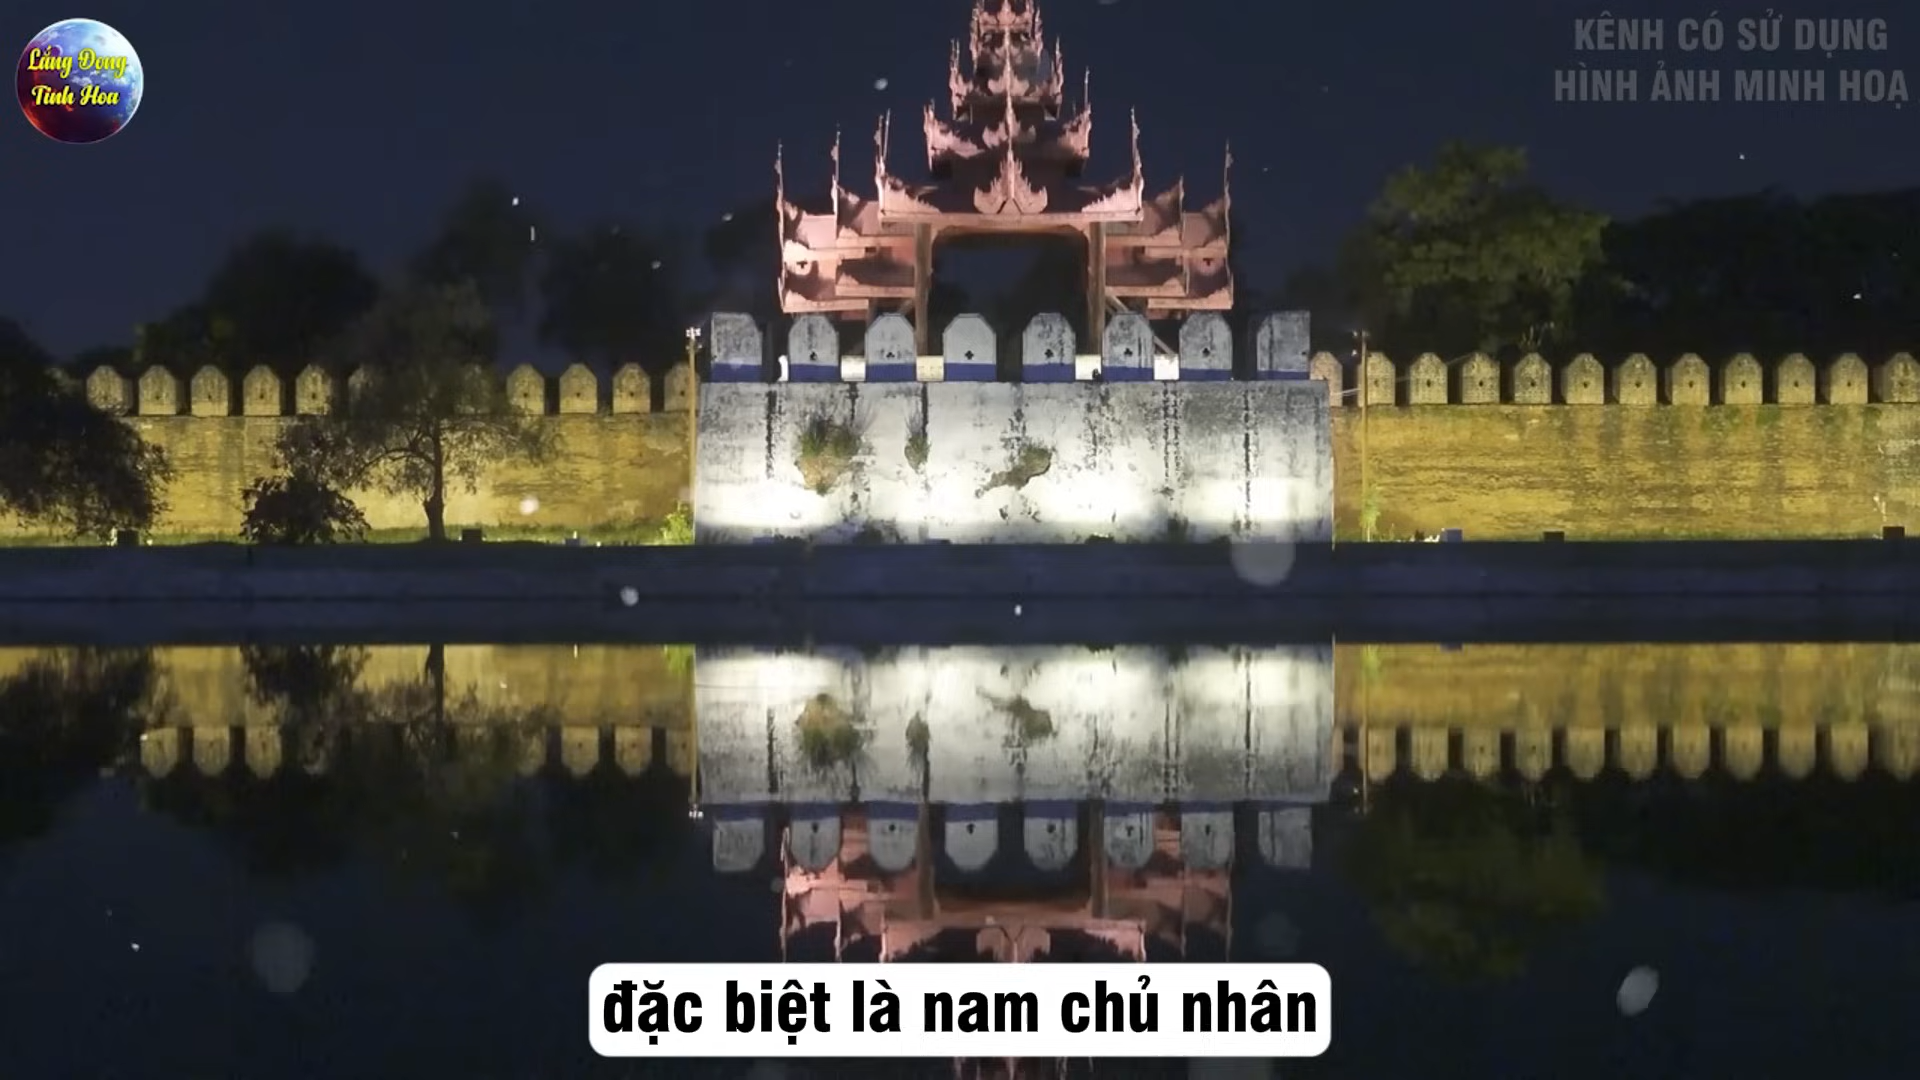 Lắng Đọng
Tinh Hoa
KÊNH CÓ SỬ DỤNG
HÌNH ẢNH MINH HOẠ
đặc biệt là nam chủ nhân